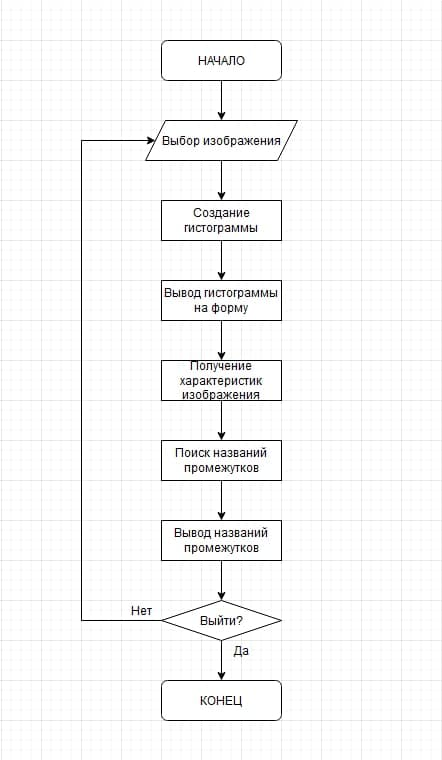 НАЧАЛО
Выбор изображения
Создание
гистограммы
Вывод гистограммы
на форму
Получение
характеристик
изображения
Поиск названий
промежутков
Вывод названий
промежутков
Нет
Выйти?
Да
КОНЕЦ